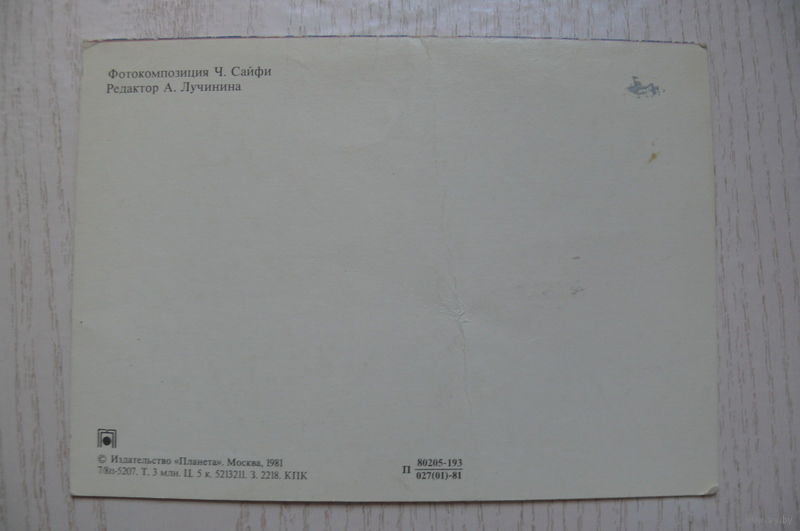 Фотокомпозиция Ч. Сайфи
Редактор А. Лучинина
© Издательство «Планета». Москва, 1981
7/8п-5207. Т. 3 млн. Ц. 5 к. 5213211. З. 2218. КПК
П 80205-193
027(01)-81